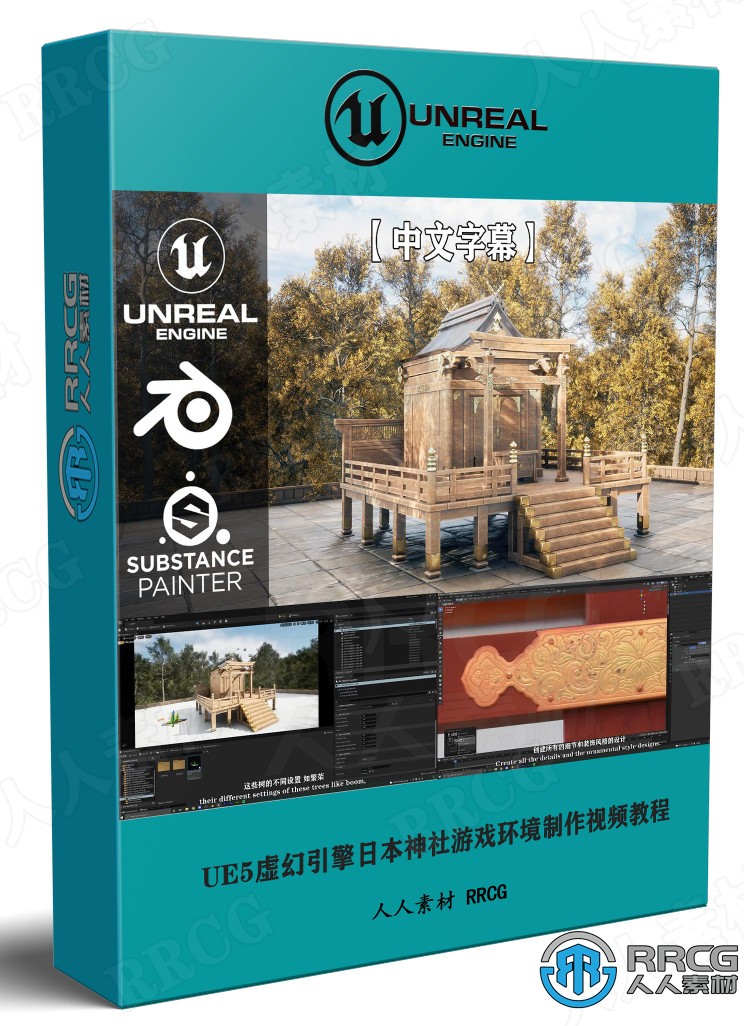 UNREAL
ENGINE
【中文字幕】
UNREAL
ENGINE
SUBSTANCE
PAINTER
RRCG
人人素材
这些树的不同设置 如繁荣
their different settings of these trees like boom,
创建所有的细节和装饰风格的设计
Create all the details and the ornamental style designs.
UE5虚幻引擎日本神社游戏环境制作视频教程
人人素材 RRCG
RRCG
人人素材